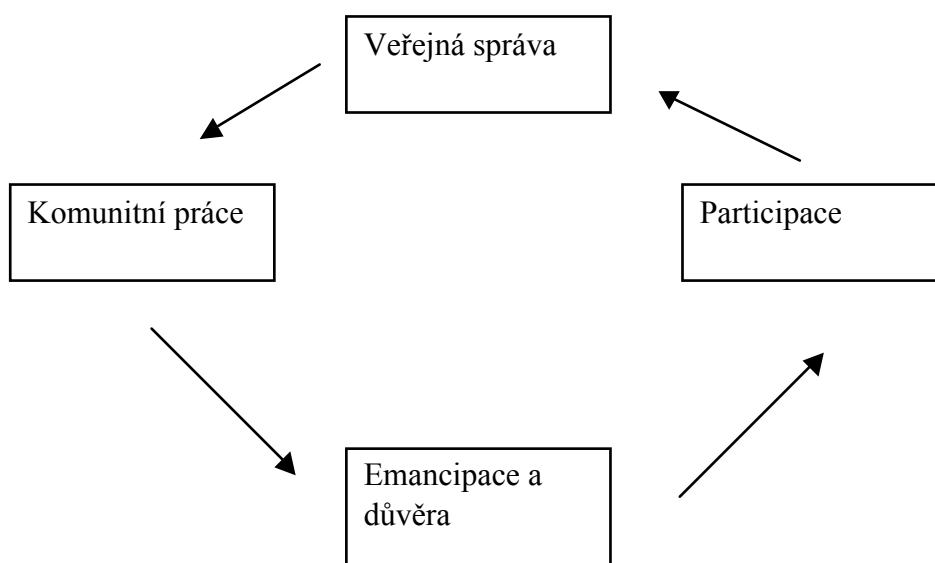 Veřejná správa
Komunitní práce
Participace
Emancipace a
důvěra